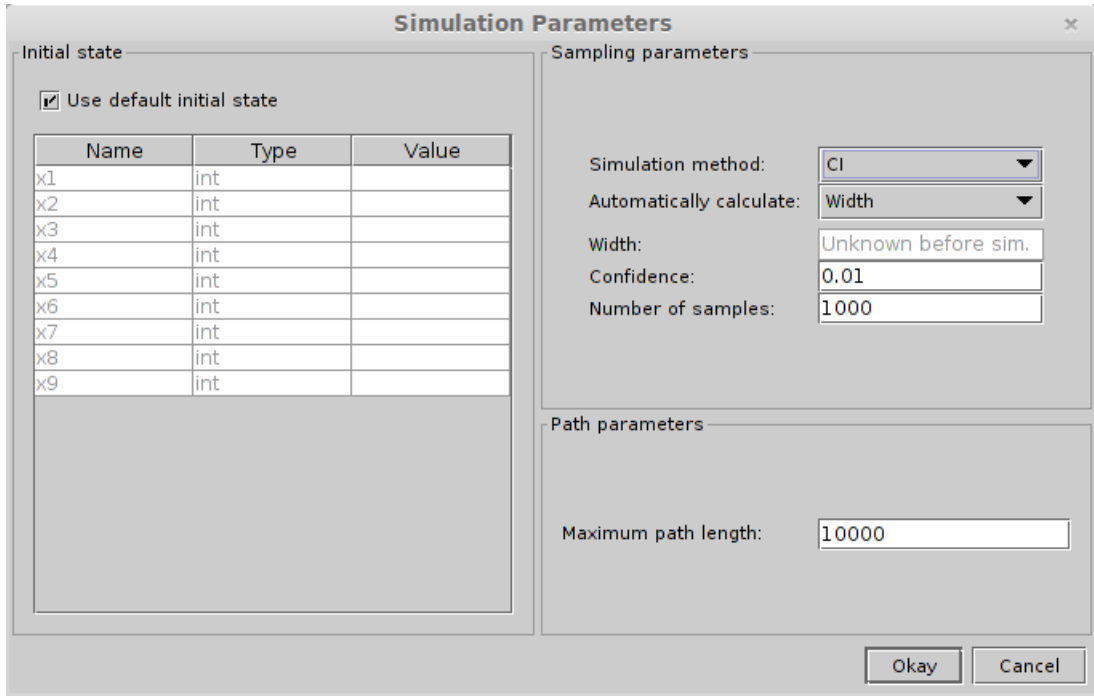 Simulation Parameters
Initial state
Use default initial state
Name Type Value
x1 int
x2 int
x3 int
x4 int
x5 int
x6 int
x7 int
x8 int
x9 int
Sampling parameters
Simulation method: CI
Automatically calculate: Width
Width: Unknown before sim.
Confidence: 0.01
Number of samples: 1000
Path parameters
Maximum path length: 10000
Okay Cancel